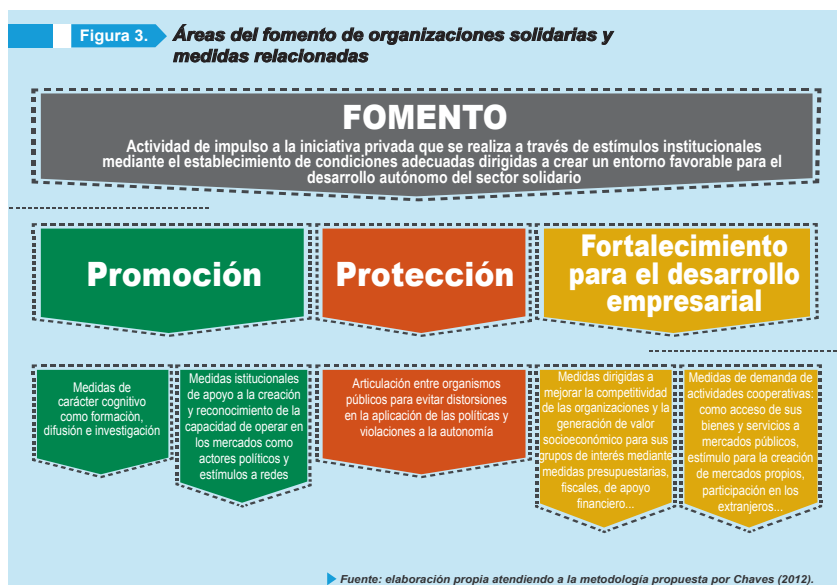 Figura 3.
Áreas del fomento de organizaciones solidarias y
medidas relacionadas
FOMENTO
Actividad de impulso a la iniciativa privada que se realiza a través de estímulos institucionales
mediante el establecimiento de condiciones adecuadas dirigidas a crear un entorno favorable para el
desarrollo autónomo del sector solidario
Promoción
Protección
Fortalecimiento
para el desarrollo
empresarial
Medidas de
carácter cognitivo
como formación,
difusión e investigación
Medidas istitucionales
de apoyo a la creación
y reconocimiento de la
capacidad de operar en
los mercados como
actores políticos y
estímulos a redes
Articulación entre organismos
públicos para evitar distorsiones
en la aplicación de las políticas y
violaciones a la autonomía
Medidas dirigidas a
mejorar la competitividad
de las organizaciones y la
generación de valor
socioeconómico para sus
grupos de interés mediante
medidas presupuestarias,
fiscales, de apoyo
financiero...
Medidas de demanda de
actividades cooperativas:
como acceso de sus
bienes y servicios a
mercados públicos,
estímulo para la creación
de mercados propios,
participación en los
extranjeros...
Fuente: elaboración propia atendiendo a la metodología propuesta por Chaves (2012).